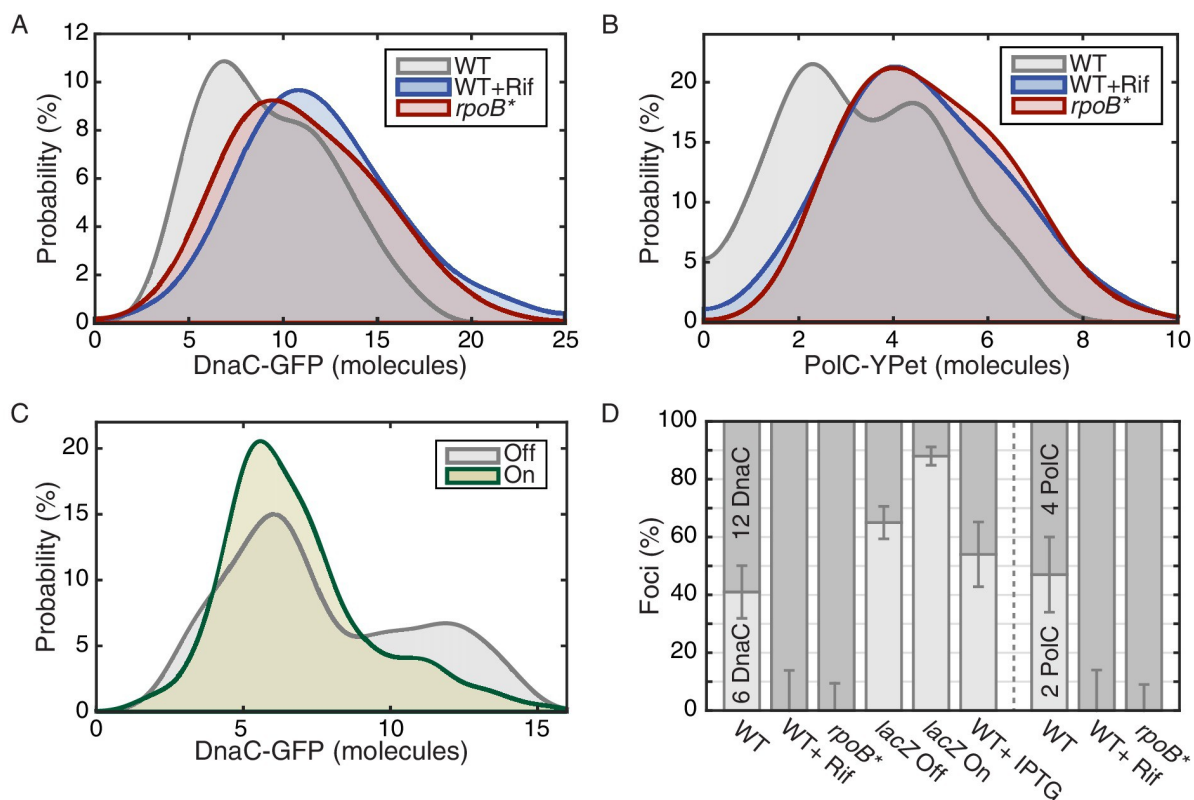 A
12
10
8
6
4
2
0
Probability (%)
WT
WT+Rif
rpoB*
0 5 10 15 20 25
DnaC-GFP (molecules)
B
20
15
10
5
0
Probability (%)
WT
WT+Rif
rpoB*
0 2 4 6 8 10
PolC-YPet (molecules)
C
20
15
10
5
0
Probability (%)
Off
On
0 5 10 15
DnaC-GFP (molecules)
D
100
80
60
40
20
0
Foci (%)
12 DnaC
6 DnaC
4 PolC
2 PolC
WT
WT+ Rif
rpoB*
lacZ Off
lacZ On
WT+ IPTG
WT
WT+ Rif
rpoB*